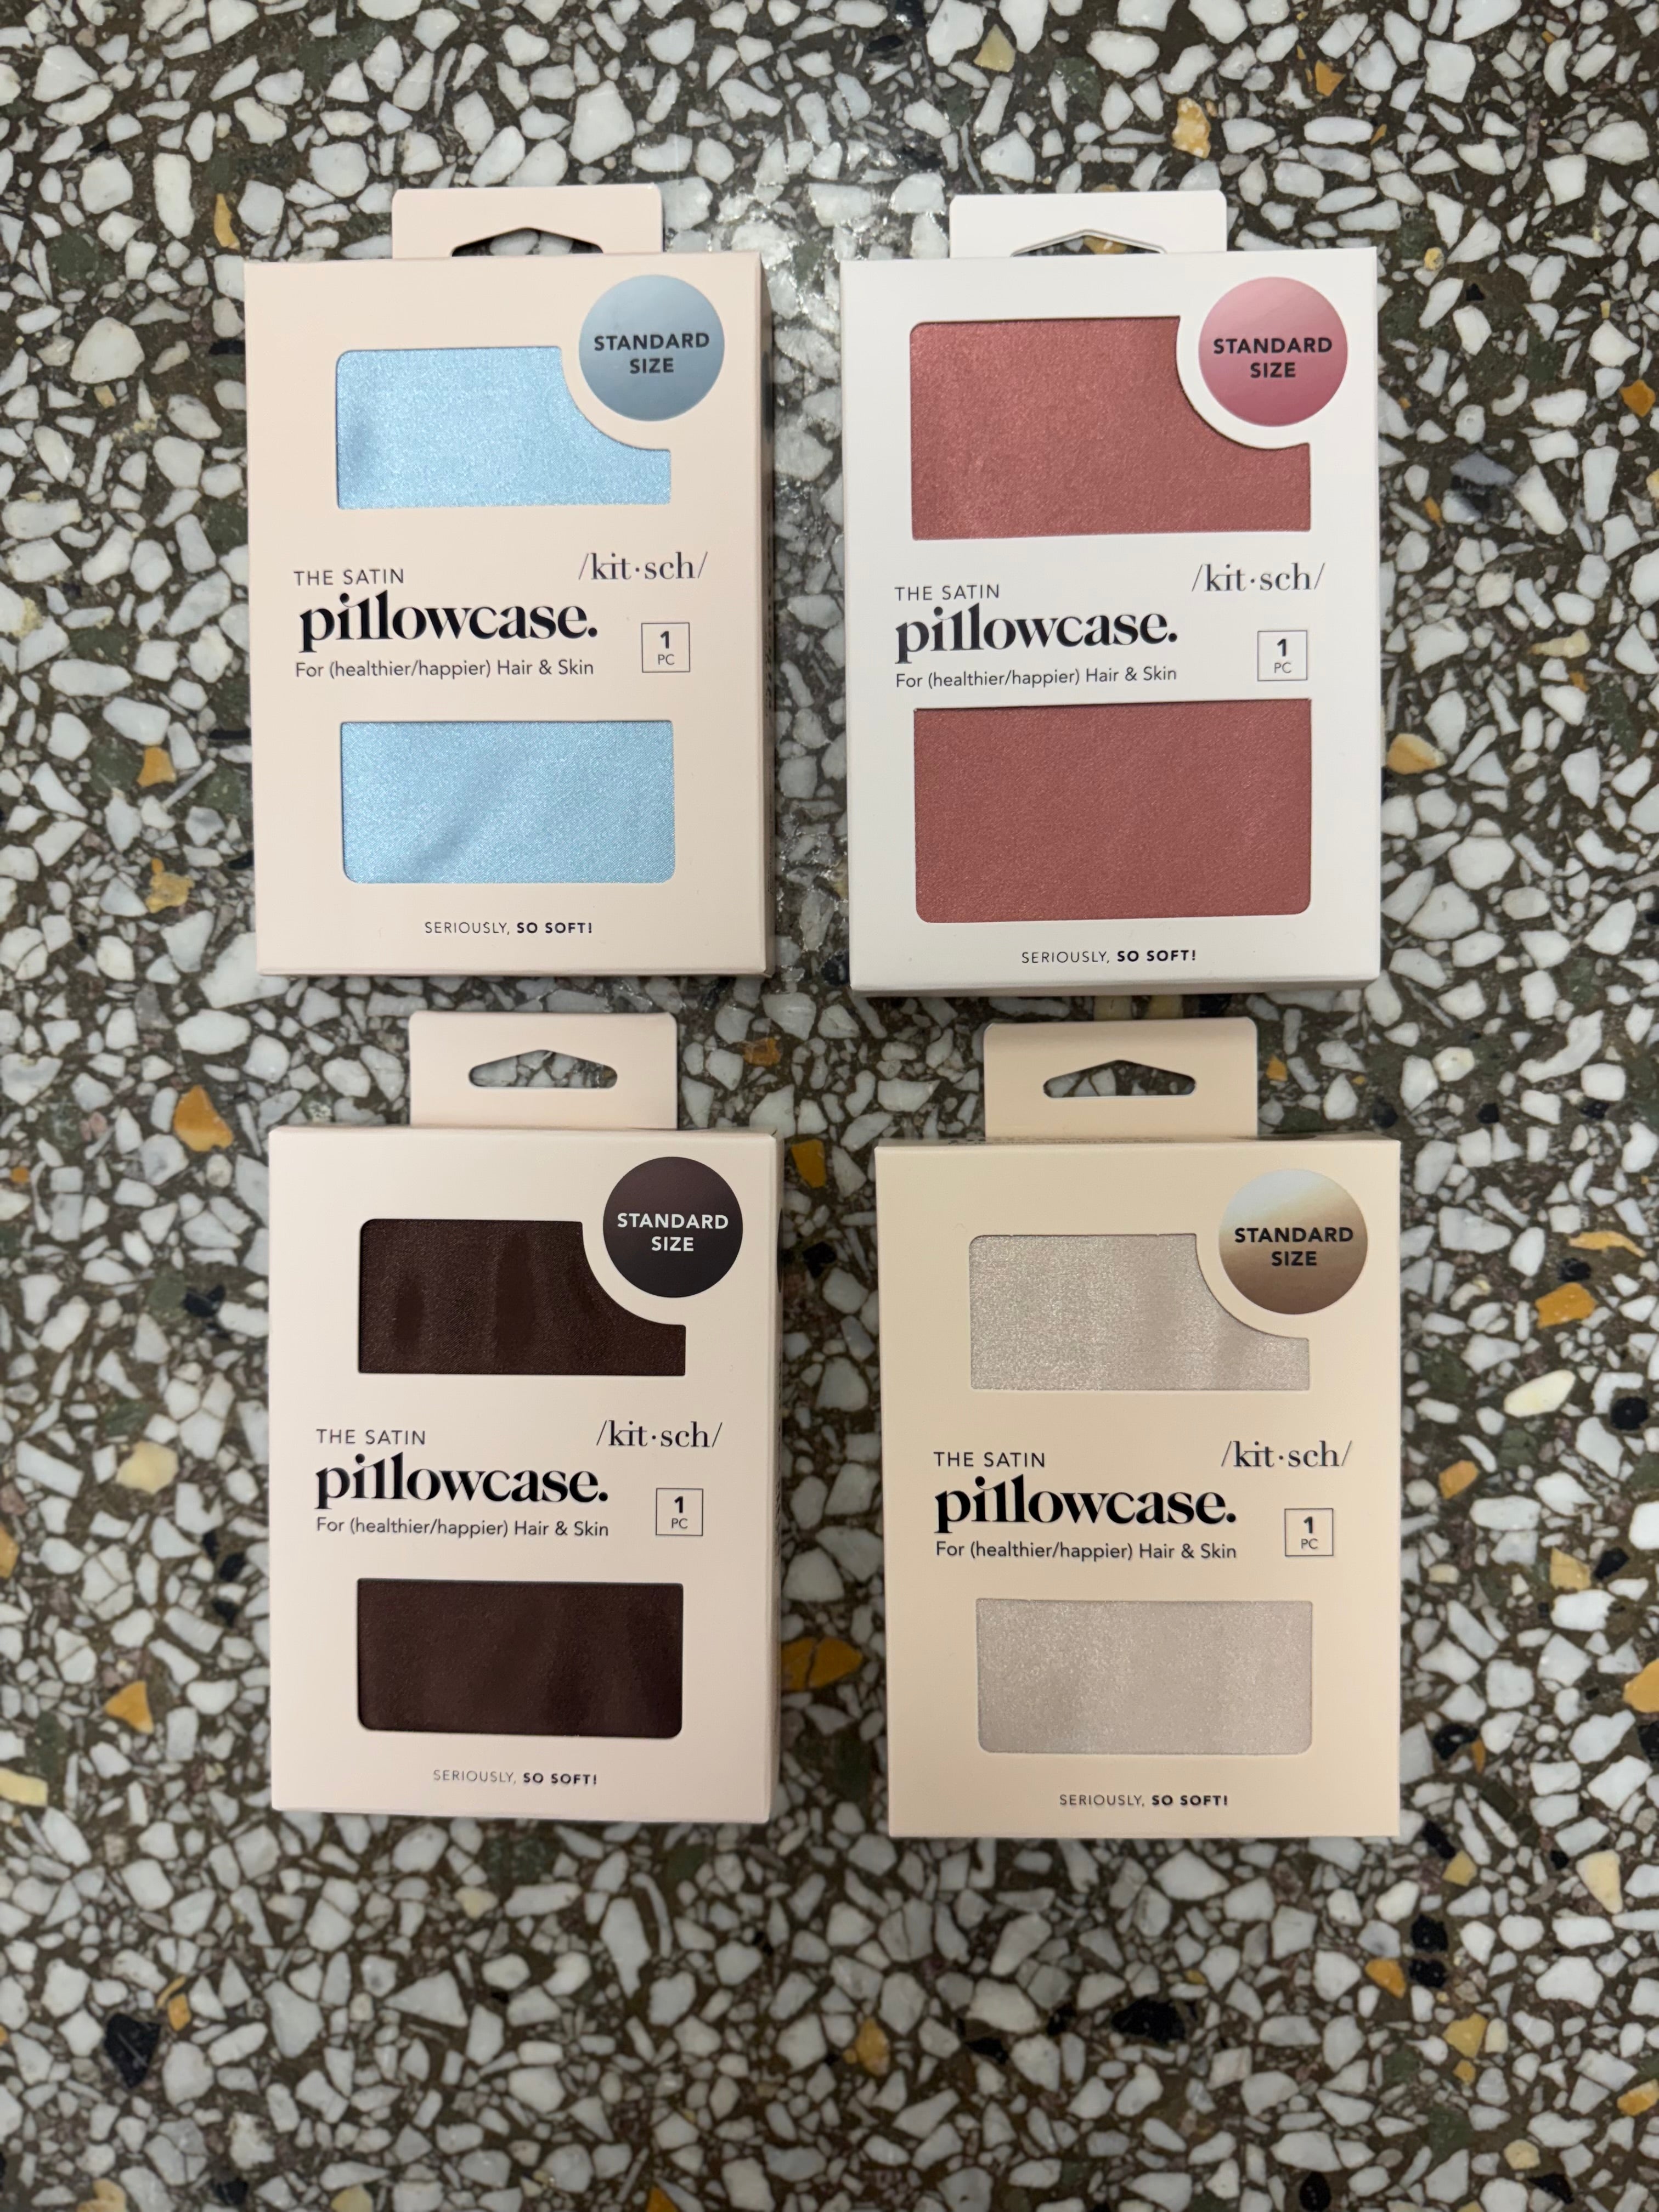 STANDARD
SIZE
THE SATIN
/kit·sch/
pillowcase.
1
PC
For (healthier/happier) Hair & Skin
SERIOUSLY, SO SOFT!
STANDARD
SIZE
THE SATIN
/kit·sch/
pillowcase.
1
PC
For (healthier/happier) Hair & Skin
SERIOUSLY, SO SOFT!
STANDARD
SIZE
THE SATIN
/kit·sch/
pillowcase.
1
PC
For (healthier/happier) Hair & Skin
SERIOUSLY, SO SOFT!
STANDARD
SIZE
THE SATIN
/kit·sch/
pillowcase.
1
PC
For (healthier/happier) Hair & Skin
SERIOUSLY, SO SOFT!